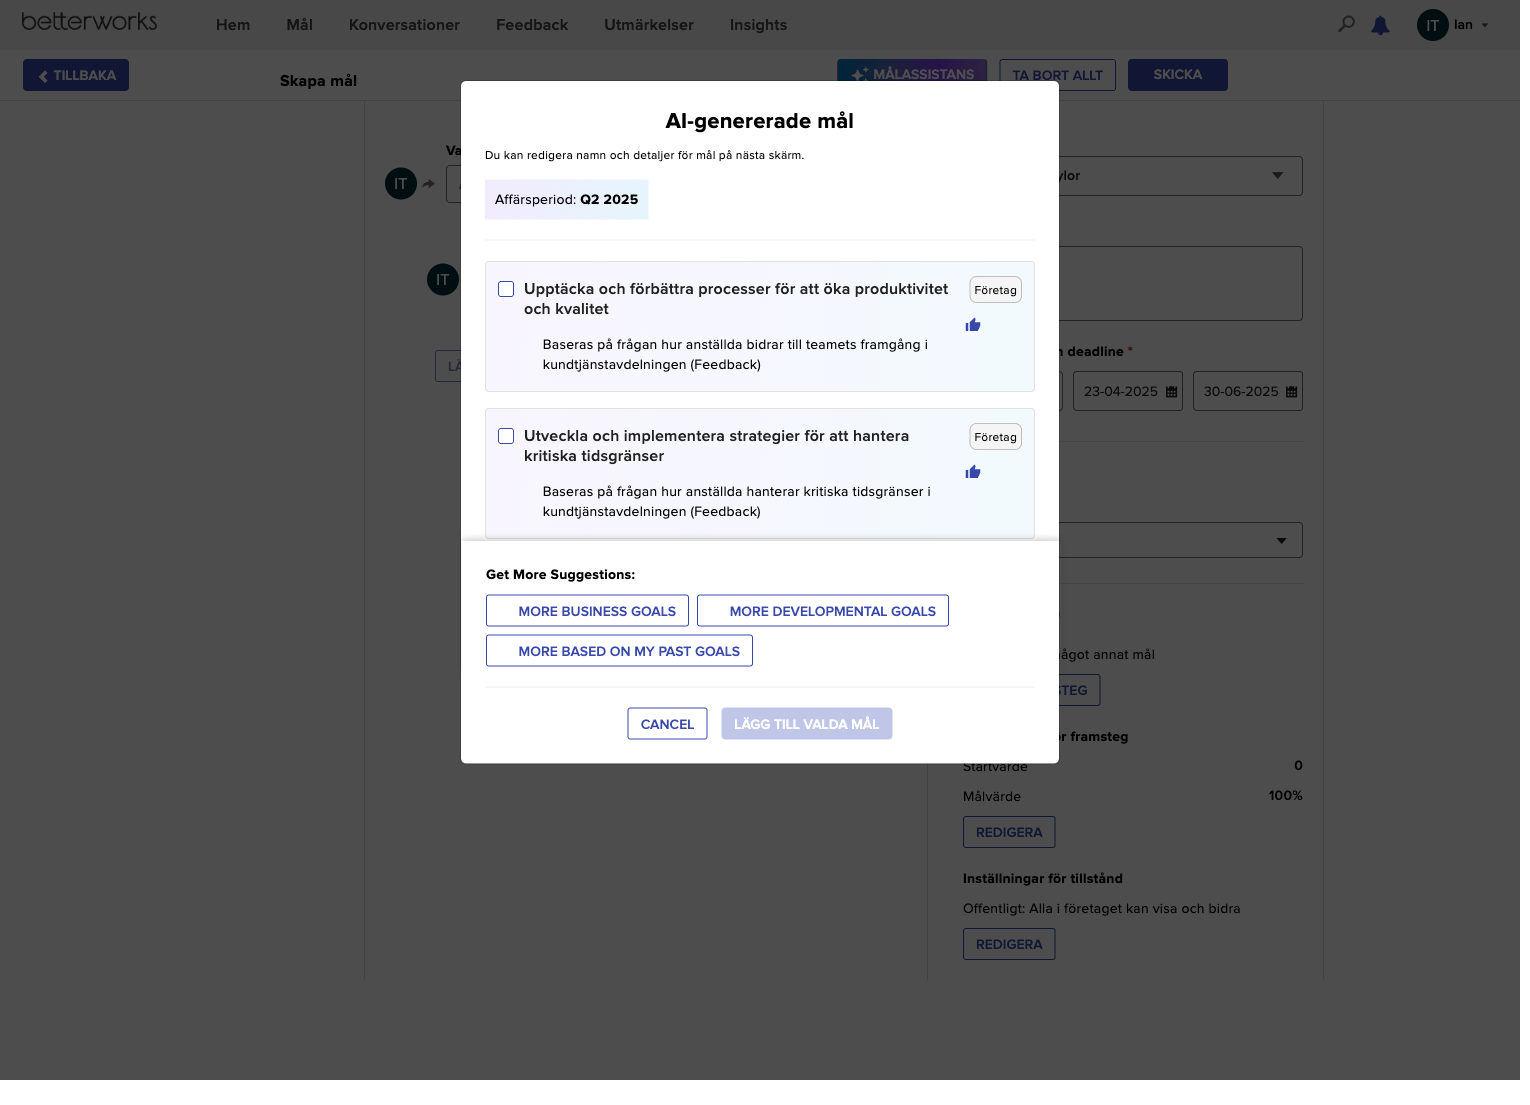 betterworks
Hem
Mål
Konversationer
Feedback
Utmärkelser
Insights
IT
Ian
TILLBAKA
Skapa mål
MÅLASSISTANS
TA BORT ALLT
SKICKA
AI-genererade mål
Du kan redigera namn och detaljer för mål på nästa skärm.
Affärsperiod: Q2 2025
Upptäcka och förbättra processer för att öka produktivitet
och kvalitet
Företag
Baseras på frågan hur anställda bidrar till teamets framgång i
kundtjänstavdelningen (Feedback)
Utveckla och implementera strategier för att hantera
kritiska tidsgränser
Företag
Baseras på frågan hur anställda hanterar kritiska tidsgränser i
kundtjänstavdelningen (Feedback)
Get More Suggestions:
MORE BUSINESS GOALS
MORE DEVELOPMENTAL GOALS
MORE BASED ON MY PAST GOALS
CANCEL
LÄGG TILL VALDA MÅL
IT
IT
deadline *
23-04-2025
30-06-2025
annat mål
framsteg
Startvärde
0
Målvärde
100%
REDIGERA
Inställningar för tillstånd
Offentligt: Alla i företaget kan visa och bidra
REDIGERA